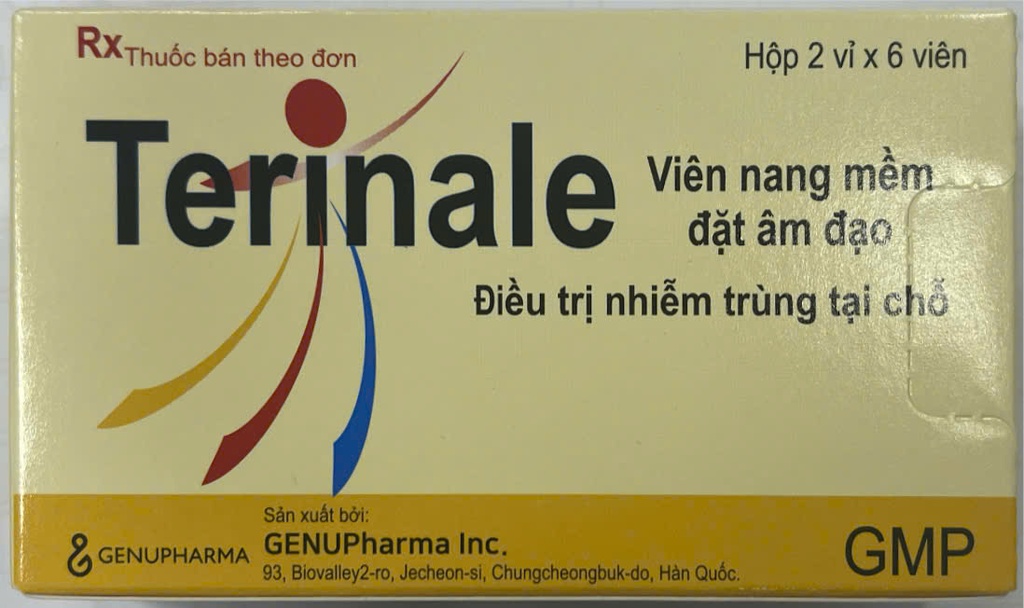 Rx Thuốc bán theo đơn
Hộp 2 vỉ x 6 viên
Terinale
Viên nang mềm
đặt âm đạo
Điều trị nhiễm trùng tại chỗ
GENUPHARMA
Sản xuất bởi:
GENUPharma Inc.
93, Biovalley2-ro, Jecheon-si, Chungcheongbuk-do, Hàn Quốc.
GMP